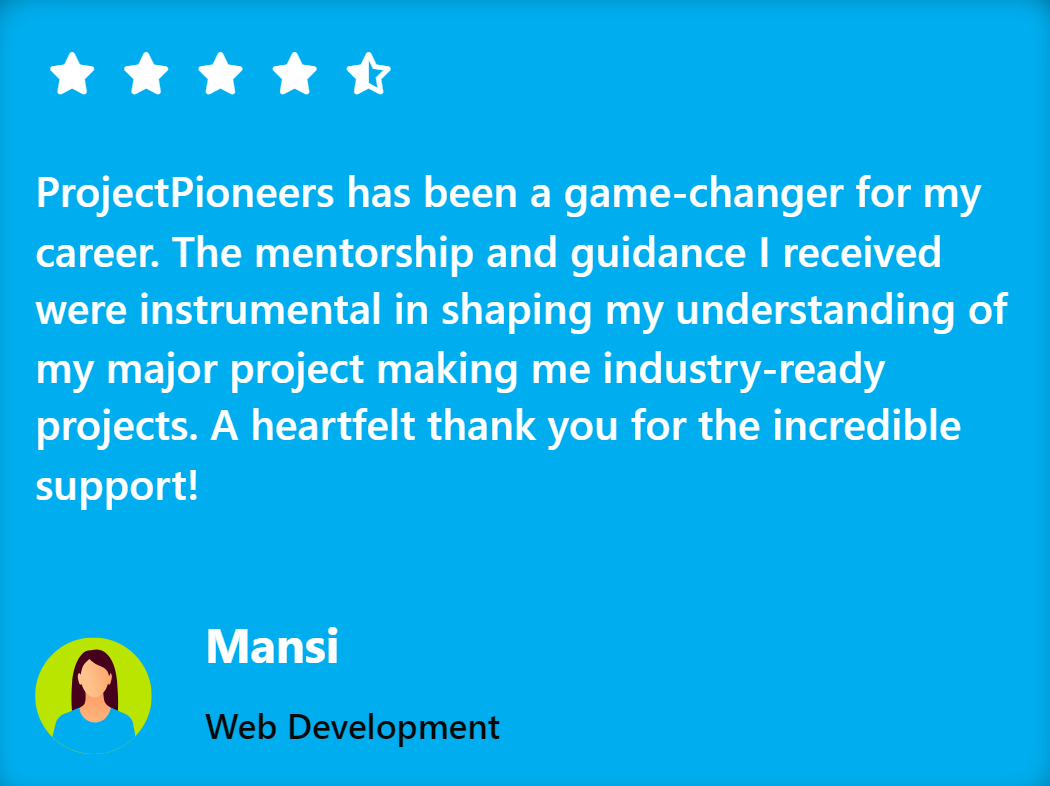 ProjectPioneers has been a game-changer for my
career. The mentorship and guidance I received
were instrumental in shaping my understanding of
my major project making me industry-ready
projects. A heartfelt thank you for the incredible
support!
Mansi
Web Development